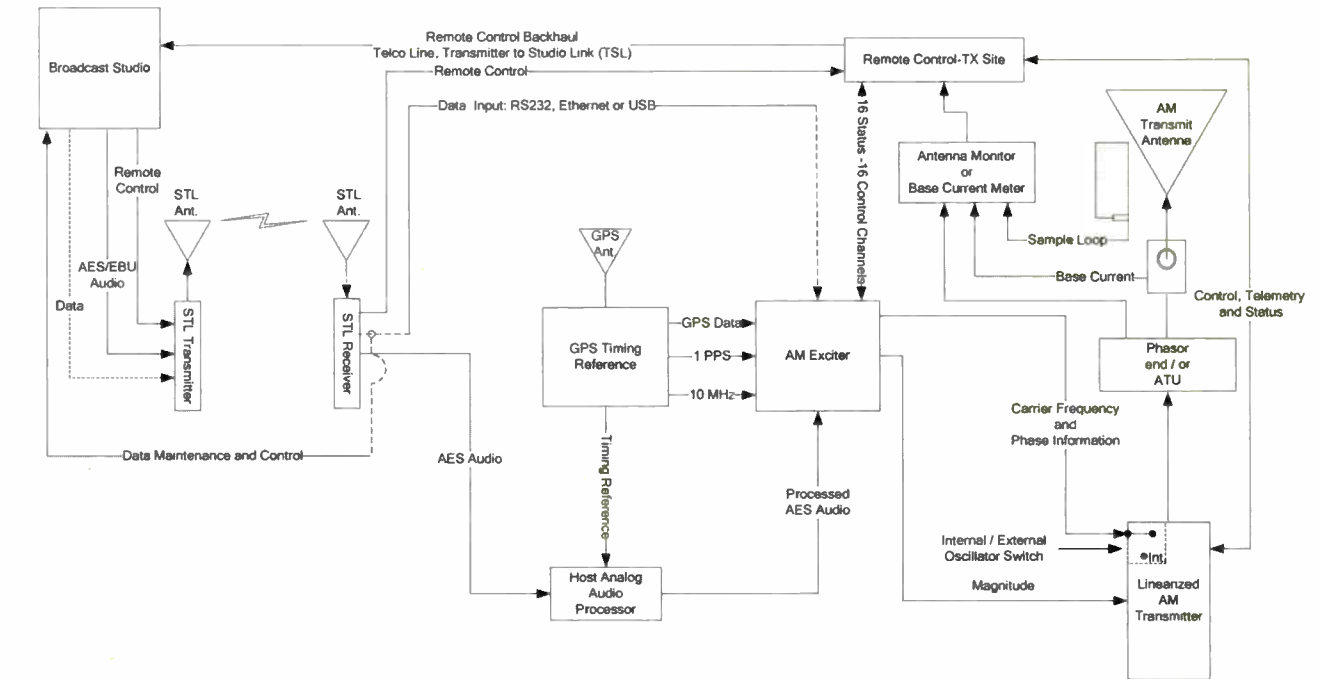 Remote Control Backhaul
Telco Line, Transmitter to Studio Link (TSL)
Broadcast Studio
Remote Control
Remote Control-TX Site
Data Input: RS232, Ethernet or USB
16 Status -16 Control Channels
AM
Transmit
Antenna
Antenna Monitor
or
Base Current Meter
Remote
Control
STL
Ant.
STL
Ant.
GPS
Ant.
Sample Loop
Base Current
AES/EBU
Audio
Data
Control, Telemetry
and Status
STL Transmitter
STL Receiver
GPS Timing
Reference
GPS Data
1 PPS
10 MHz
AM Exciter
Phasor
end / or
ATU
Carrier Frequency
and
Phase Information
Data Maintenance and Control
AES Audio
Timing Reference
Processed
AES Audio
Internal / External
Oscillator Switch
Int.
Host Analog
Audio
Processor
Magnitude
Linearized
AM
Transmitter